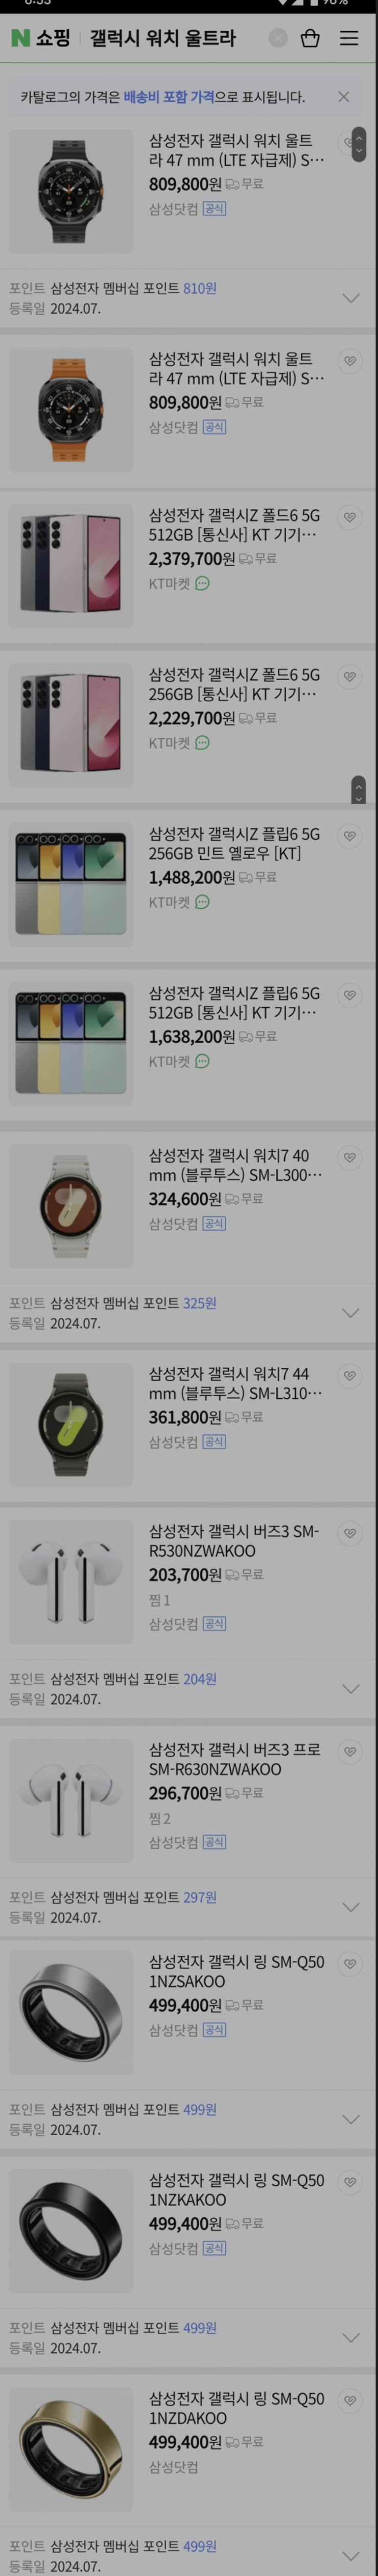 N 쇼핑 갤럭시 워치 울트라
카탈로그의 가격은 배송비 포함 가격으로 표시됩니다.
삼성전자 갤럭시 워치 울트
라 47 mm (LTE 자급제) S···
809,800원 무료
삼성닷컴 공식
포인트 삼성전자 멤버십 포인트 810원
등록일 2024.07.
삼성전자 갤럭시 워치 울트
라 47 mm (LTE 자급제) S···
809,800원 무료
삼성닷컴 공식
삼성전자 갤럭시Z 폴드6 5G
512GB [통신사] KT 기기···
2,379,700원 무료
KT마켓
삼성전자 갤럭시Z 폴드6 5G
256GB [통신사] KT 기기···
2,229,700원 무료
KT마켓
삼성전자 갤럭시Z 플립6 5G
256GB 민트 옐로우 [KT]
1,488,200원 무료
KT마켓
삼성전자 갤럭시Z 플립6 5G
512GB [통신사] KT 기기···
1,638,200원 무료
KT마켓
삼성전자 갤럭시 워치7 40
mm (블루투스) SM-L300···
324,600원 무료
삼성닷컴 공식
포인트 삼성전자 멤버십 포인트 325원
등록일 2024.07.
삼성전자 갤럭시 워치7 44
mm (블루투스) SM-L310···
361,800원 무료
삼성닷컴 공식
삼성전자 갤럭시 버즈3 SM-
R530NZWAKOO
203,700원 무료
찜 1
삼성닷컴 공식
포인트 삼성전자 멤버십 포인트 204원
등록일 2024.07.
삼성전자 갤럭시 버즈3 프로
SM-R630NZWAKOO
296,700원 무료
찜 2
삼성닷컴 공식
포인트 삼성전자 멤버십 포인트 297원
등록일 2024.07.
삼성전자 갤럭시 링 SM-Q50
1NZSAKOO
499,400원 무료
삼성닷컴 공식
포인트 삼성전자 멤버십 포인트 499원
등록일 2024.07.
삼성전자 갤럭시 링 SM-Q50
1NZKAKOO
499,400원 무료
삼성닷컴 공식
포인트 삼성전자 멤버십 포인트 499원
등록일 2024.07.
삼성전자 갤럭시 링 SM-Q50
1NZDAKOO
499,400원 무료
삼성닷컴
포인트 삼성전자 멤버십 포인트 499원
등록일 2024.07.